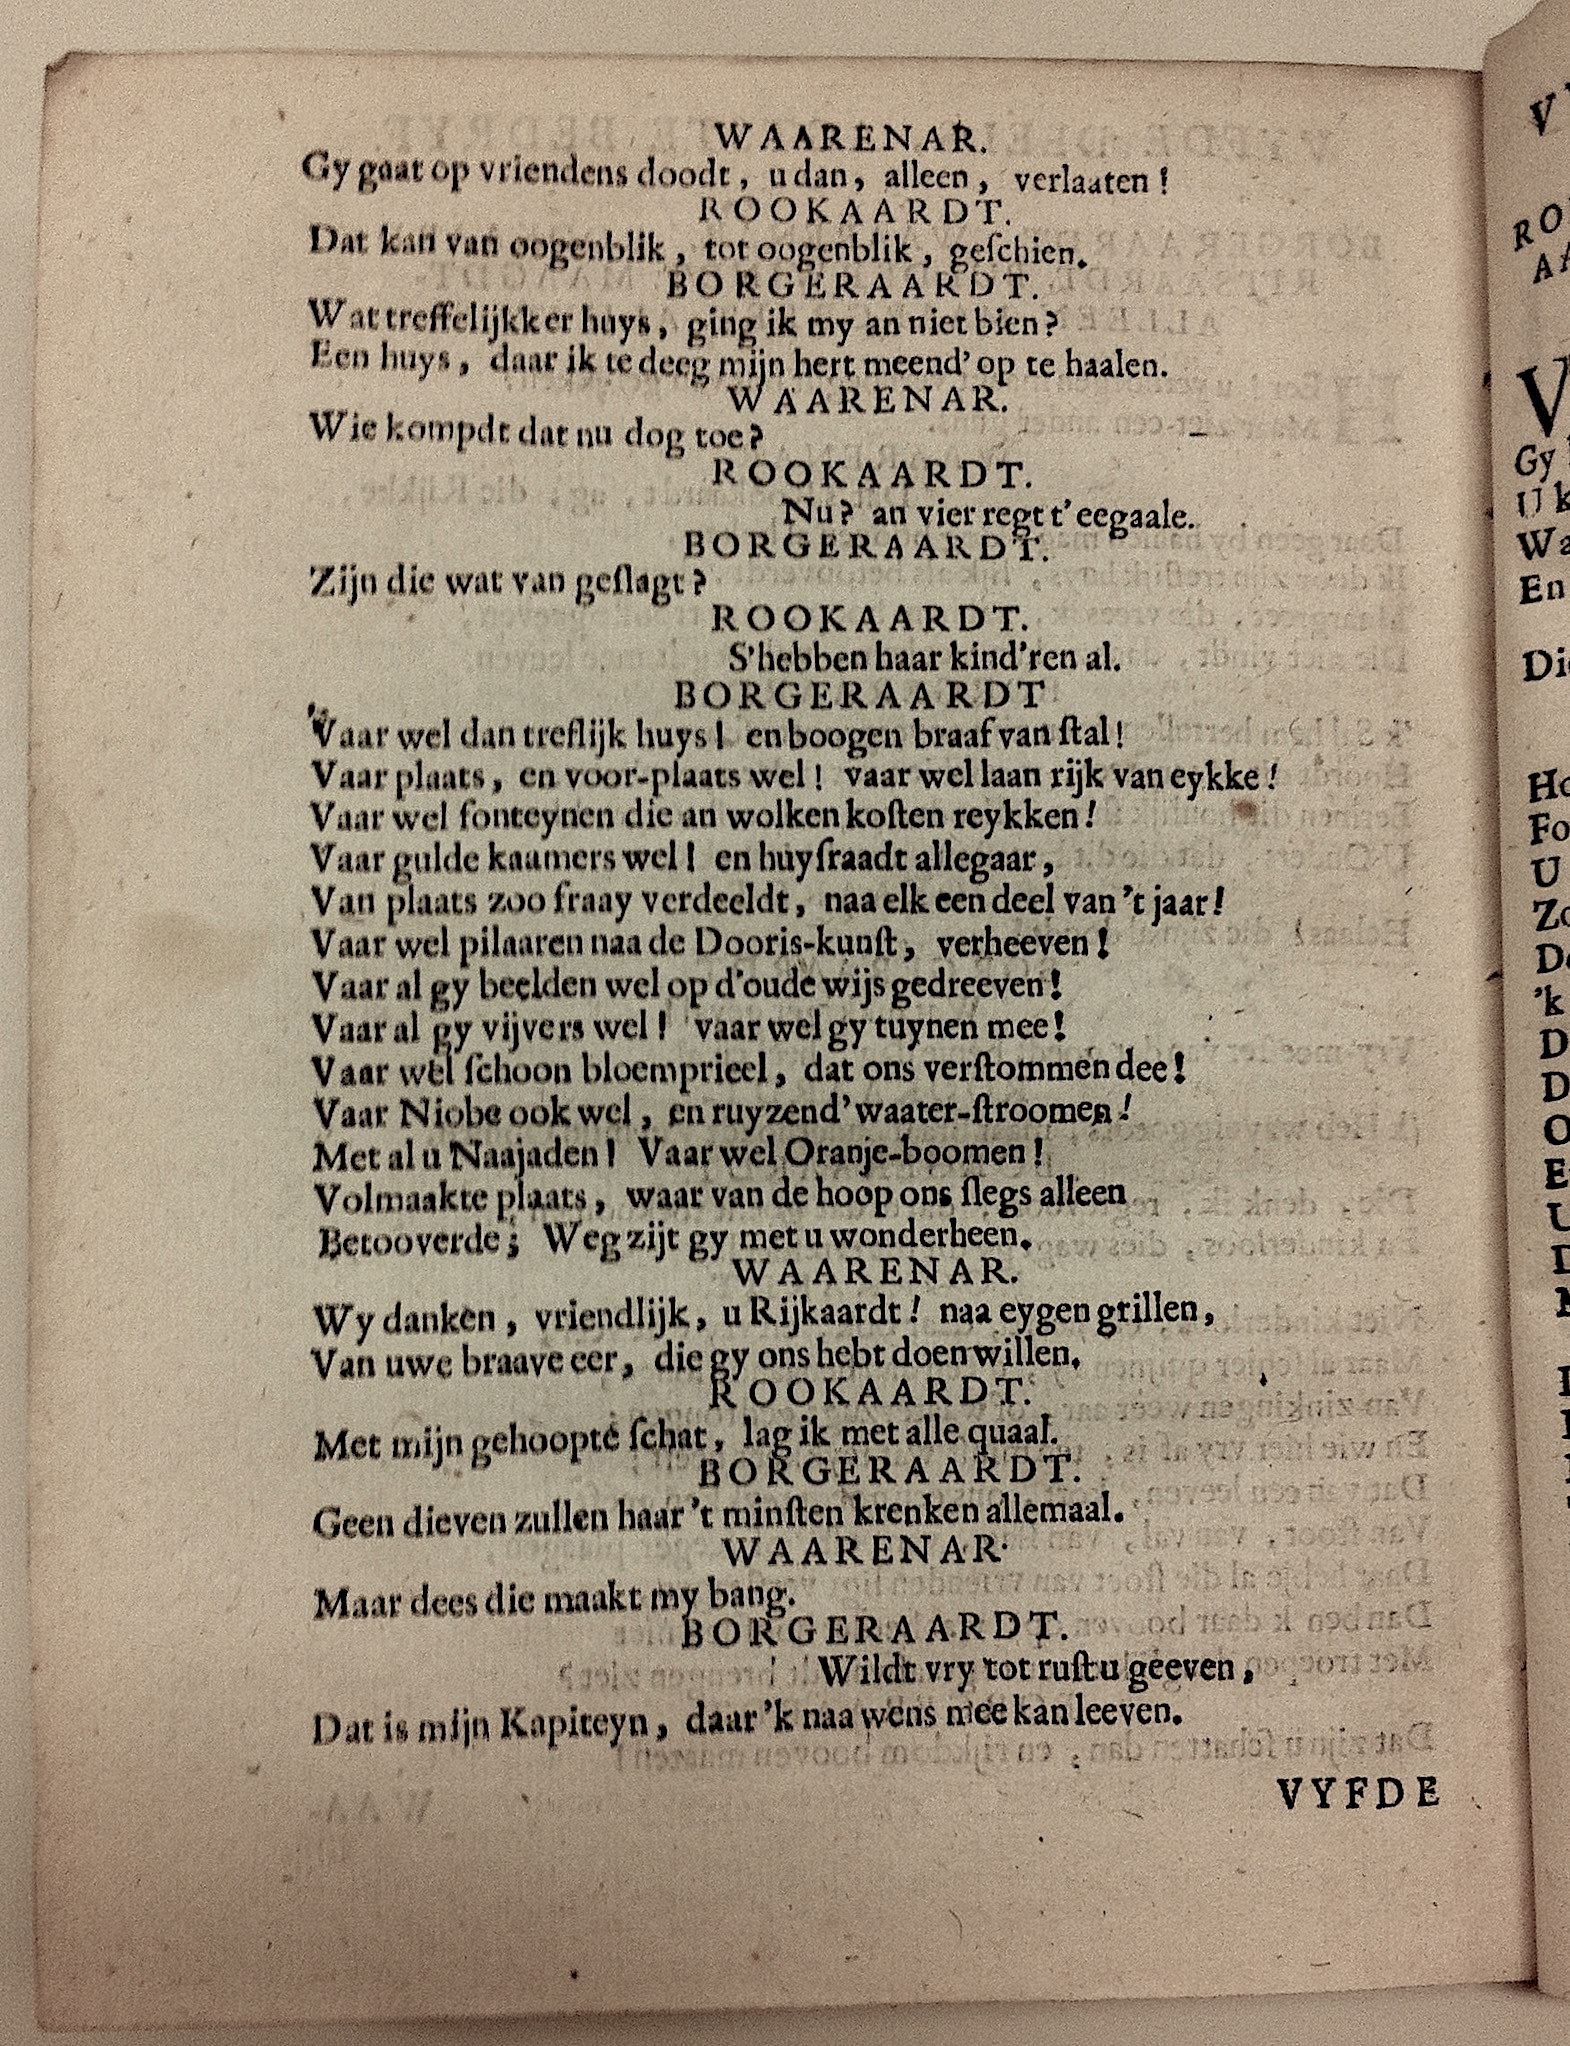 WAARENAR.
Gy gaat op vriendens doodt, u dan, alleen, verlaaten!
ROOKAARDT.
Dat kan van oogenblik, tot oogenblik, geſchien.
BORGERAARDT.
Wat treffelijkker huys, ging ik my an niet bien?
Een huys, daar ik te deeg mijn hert meend' op te haalen.
WAARENAR.
Wie kompdt dat nu dog toe?
ROOKAARDT.
Nu? an vier regt t'eegaale.
BORGERAARDT.
Zijn die wat van geſlagt?
ROOKAARDT.
S'hebben haar kind'ren al.
BORGERAARDT
Vaar wel dan treflijk huys! en boogen braaf van ſtal!
Vaar plaats, en voor-plaats wel! vaar wel laan rijk van eykke!
Vaar wel fonteynen die an wolken koſten reykken!
Vaar gulde kaamers wel! en huyſraadt allegaar,
Van plaats zoo fraay verdeeldt, naa elk een deel van 't jaar!
Vaar wel pilaaren naa de Dooris-kunſt, verheeven!
Vaar al gy beelden wel op d'oude wijs gedreeven!
Vaar al gy vijvers wel! vaar wel gy tuynen mee!
Vaar wel ſchoon bloemprieel, dat ons verſtommen dee!
Vaar Niobe ook wel, en ruyzend' waater-ſtroomen!
Met al u Naajaden! Vaar wel Oranje-boomen!
Volmaakte plaats, waar van de hoop ons ſlegs alleen
Betooverde; Weg zijt gy met u wonderheen.
WAARENAR.
Wy danken, vriendlijk, u Rijkaardt! naa eygen grillen,
Van uwe braave eer, die gy ons hebt doen willen.
ROOKAARDT.
Met mijn gehoopte ſchat, lag ik met alle quaal.
BORGERAARDT.
Geen dieven zullen haar 't minſten krenken allemaal.
WAARENAR.
Maar dees die maakt my bang.
BORGERAARDT.
Wildt vry tot ruſt u geeven,
Dat is mijn Kapiteyn, daar 'k naa wens mee kan leeven.
VYFDE